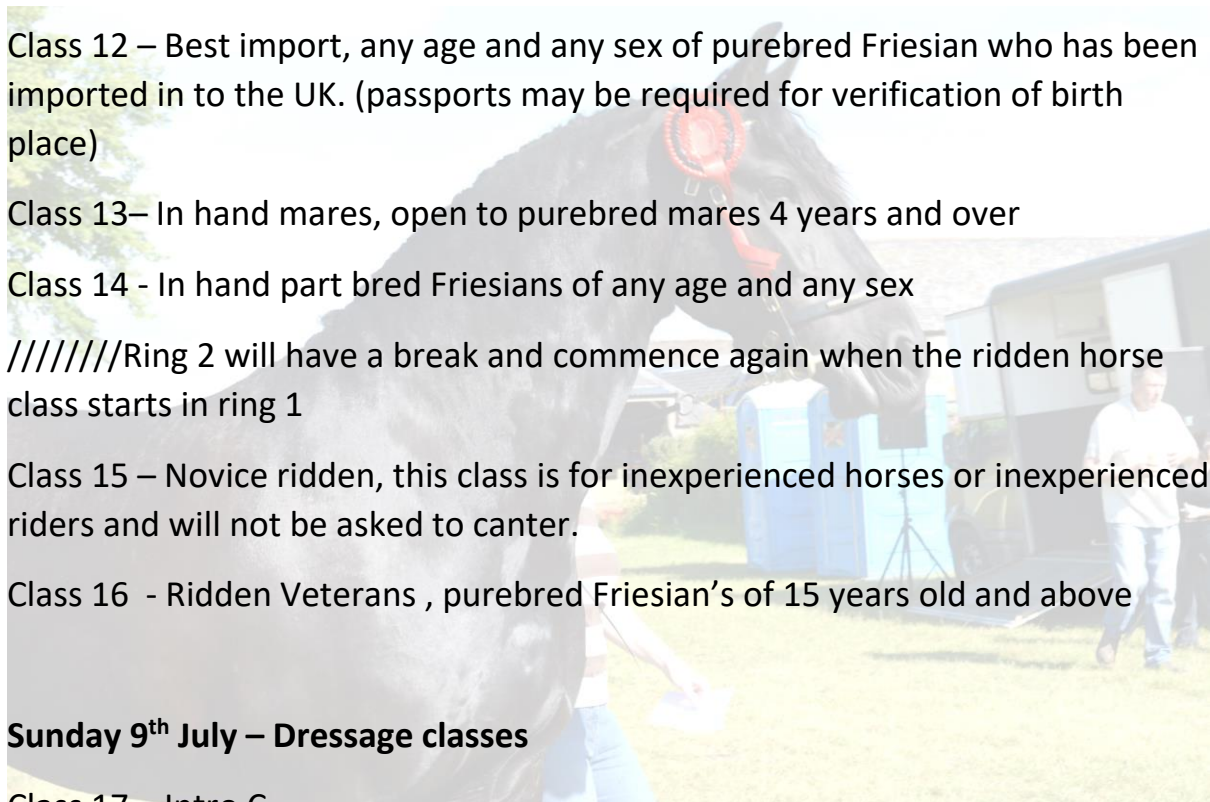 Class 12 – Best import, any age and any sex of purebred Friesian who has been
imported in to the UK. (passports may be required for verification of birth
place)
Class 13– In hand mares, open to purebred mares 4 years and over
Class 14 - In hand part bred Friesians of any age and any sex
////////Ring 2 will have a break and commence again when the ridden horse
class starts in ring 1
Class 15 – Novice ridden, this class is for inexperienced horses or inexperienced
riders and will not be asked to canter.
Class 16  - Ridden Veterans , purebred Friesian’s of 15 years old and above
Sunday 9th July – Dressage classes
Class 17 – Intro C